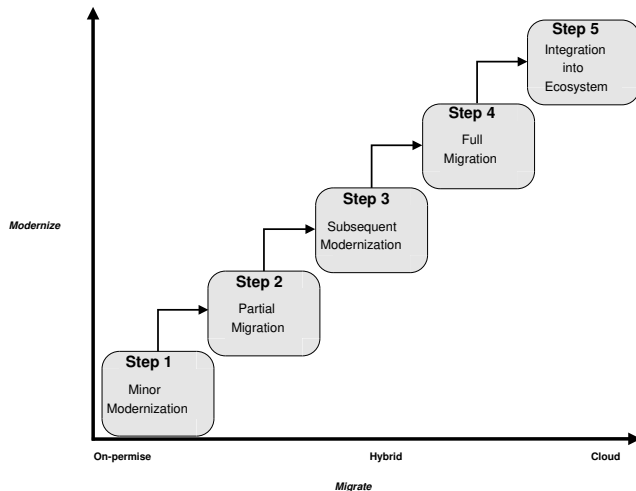 Step 5
Integration
into
Ecosystem
Step 4
Full
Migration
Step 3
Subsequent
Modernization
Modernize
Step 2
Partial
Migration
Step 1
Minor
Modernization
On-permise
Hybrid
Cloud
Migrate